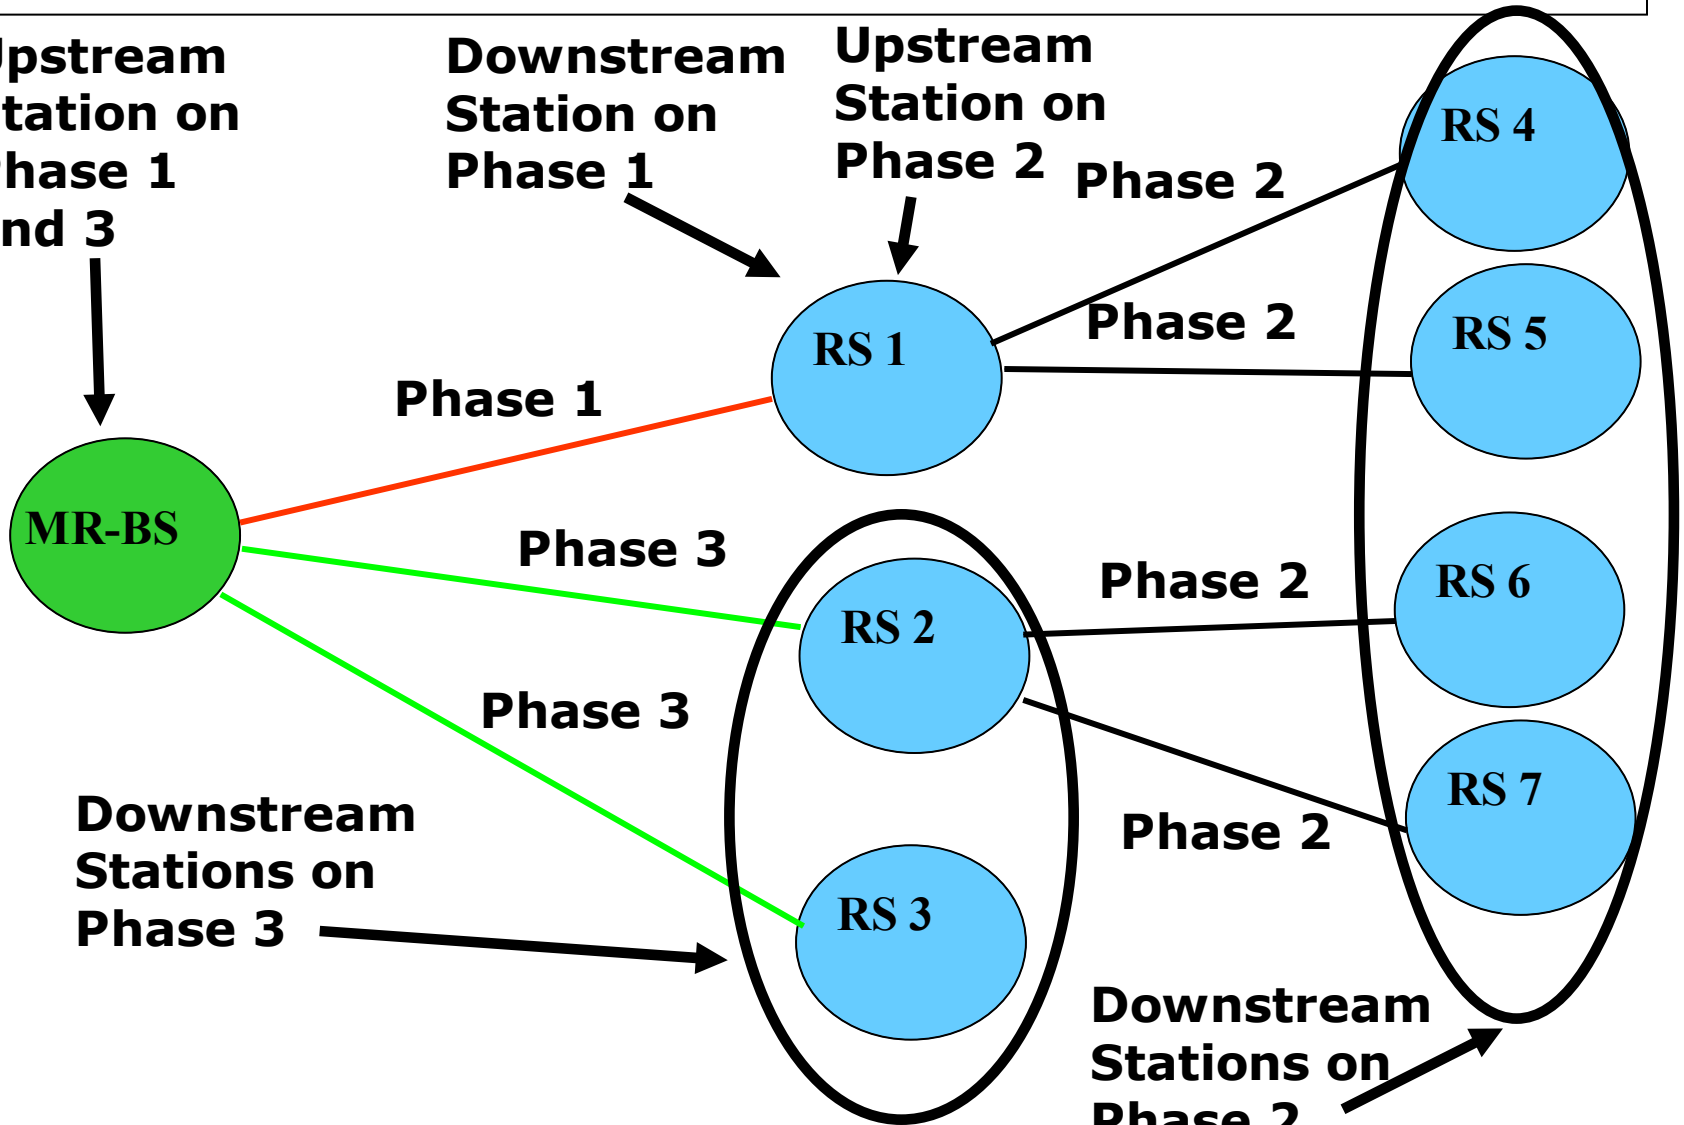 pstream
tation on
hase 1
nd 3
Downstream
Station on
Phase 1
Upstream
Station on
Phase 2
Phase 2
RS 4
Phase 2
RS 5
RS 1
Phase 1
MR-BS
Phase 3
RS 2
Phase 2
RS 6
Phase 3
RS 7
Phase 2
Downstream
Stations on
Phase 3
RS 3
Downstream
Stations on
Phase 2